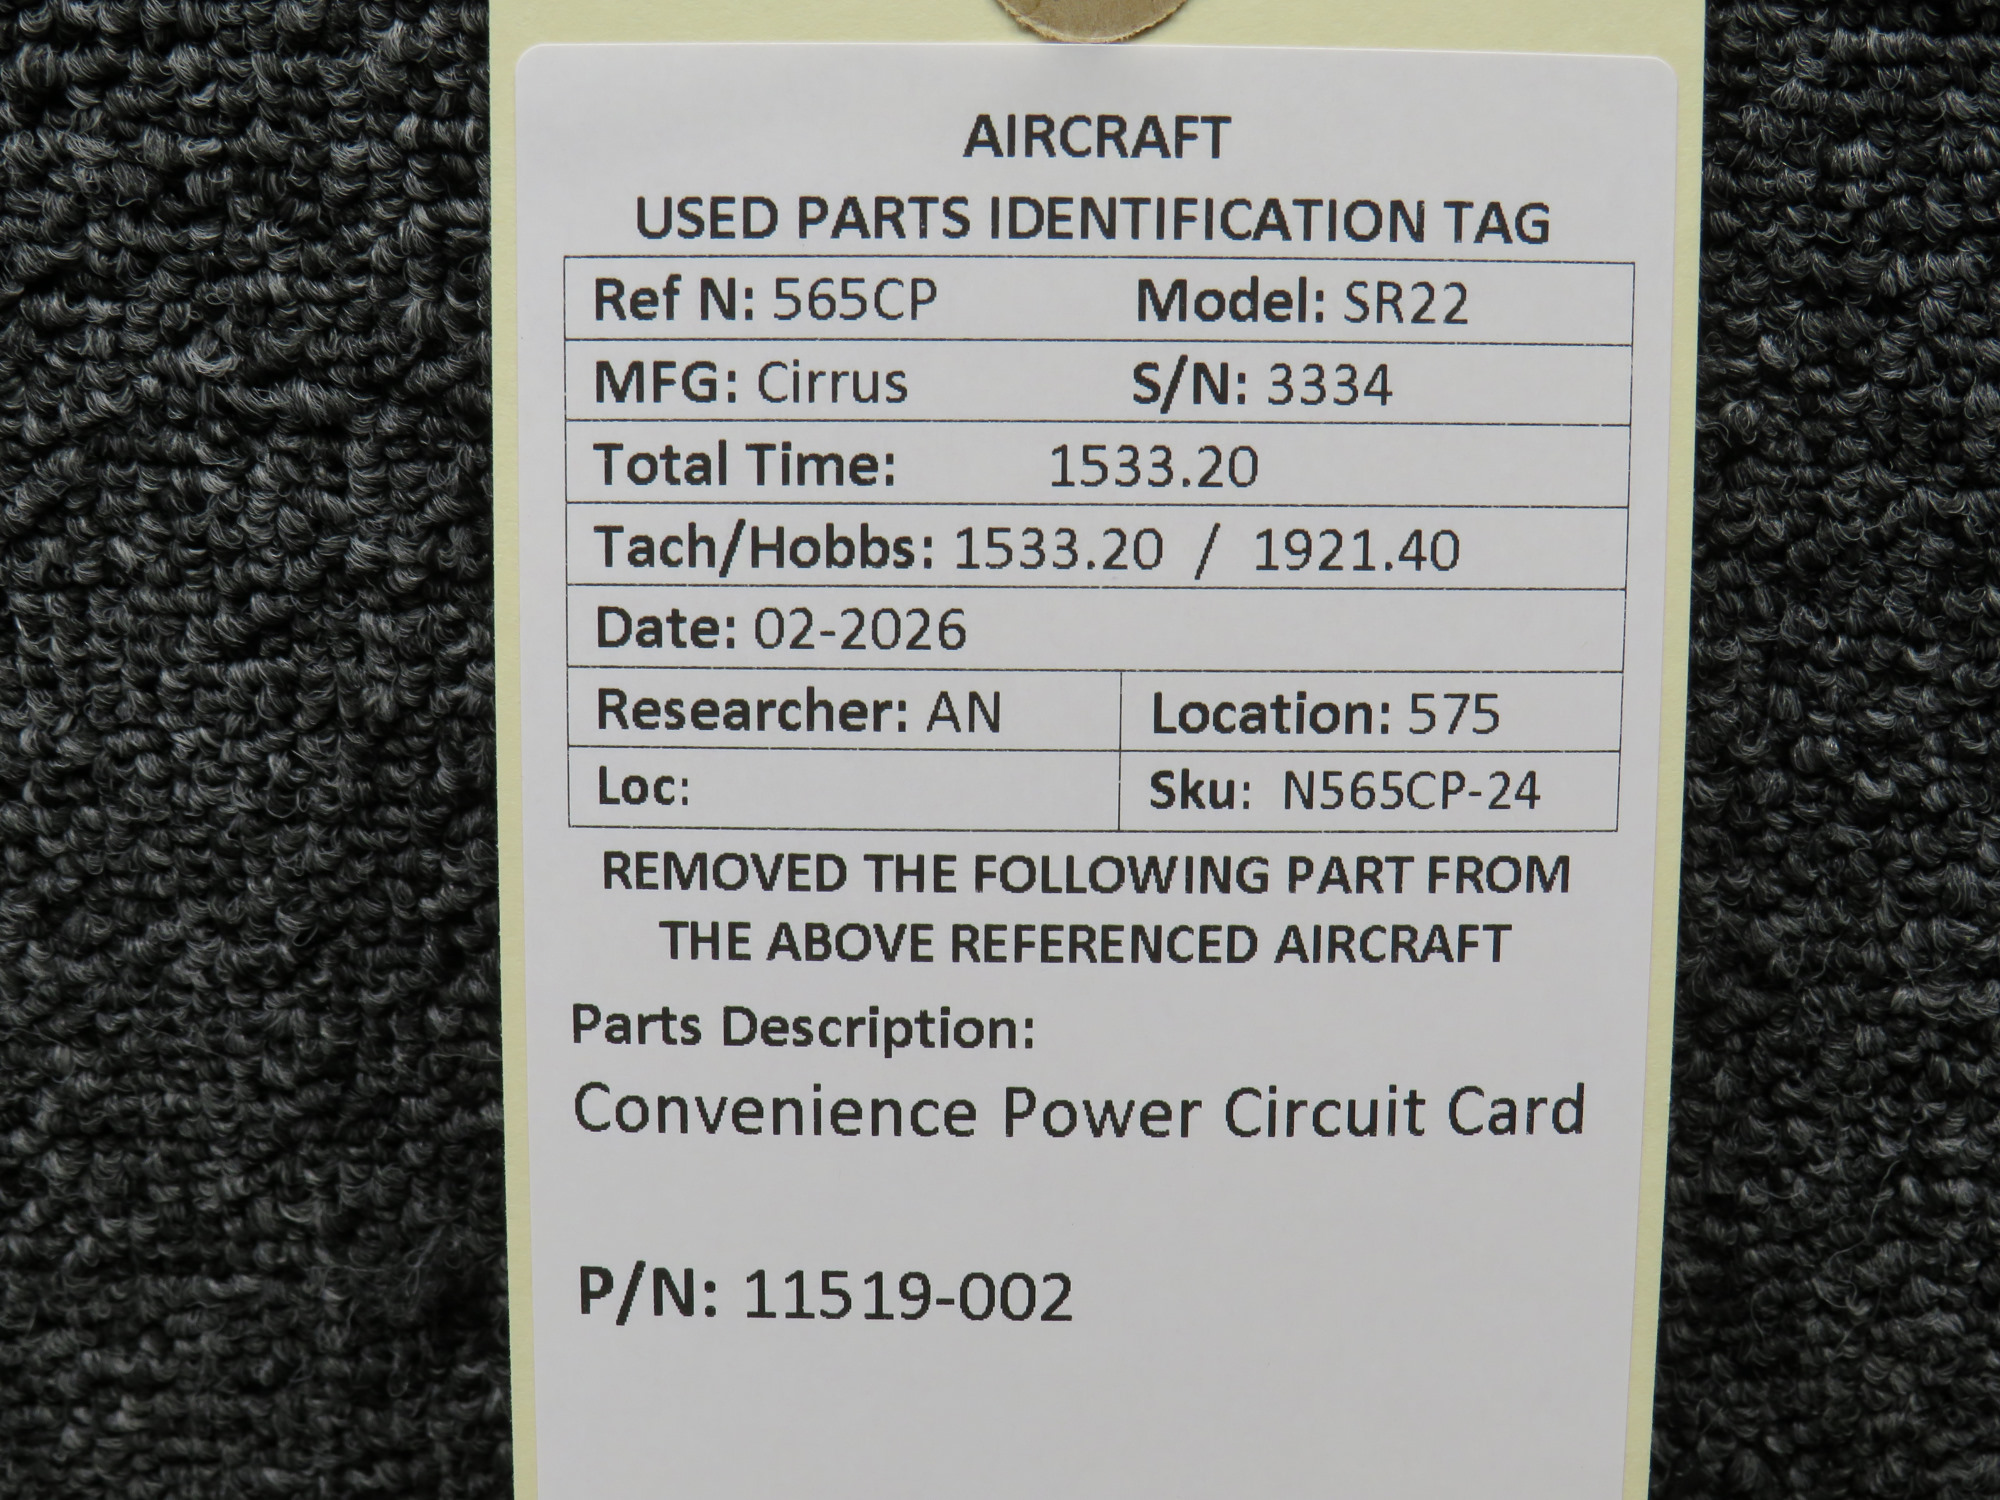 AIRCRAFT
USED PARTS IDENTIFICATION TAG
Ref N: 565CP Model: SR22
MFG: Cirrus S/N: 3334
Total Time: 1533.20
Tach/Hobbs: 1533.20 / 1921.40
Date: 02-2026
Researcher: AN Location: 575
Loc: Sku: N565CP-24
REMOVED THE FOLLOWING PART FROM
THE ABOVE REFERENCED AIRCRAFT
Parts Description:
Convenience Power Circuit Card
P/N: 11519-002